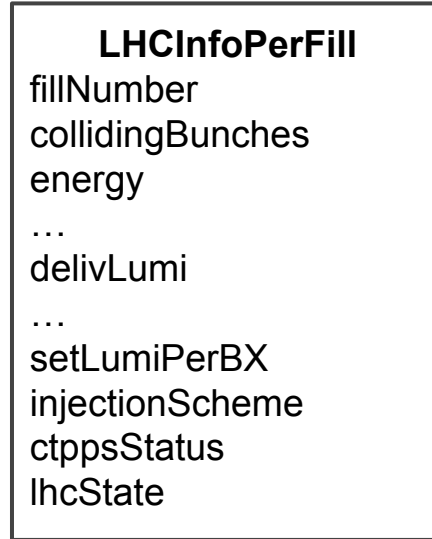 LHCInfoPerFill
fillNumber
collidingBunches
energy
…
delivLumi
…
setLumiPerBX
injectionScheme
ctppsStatus
lhcState